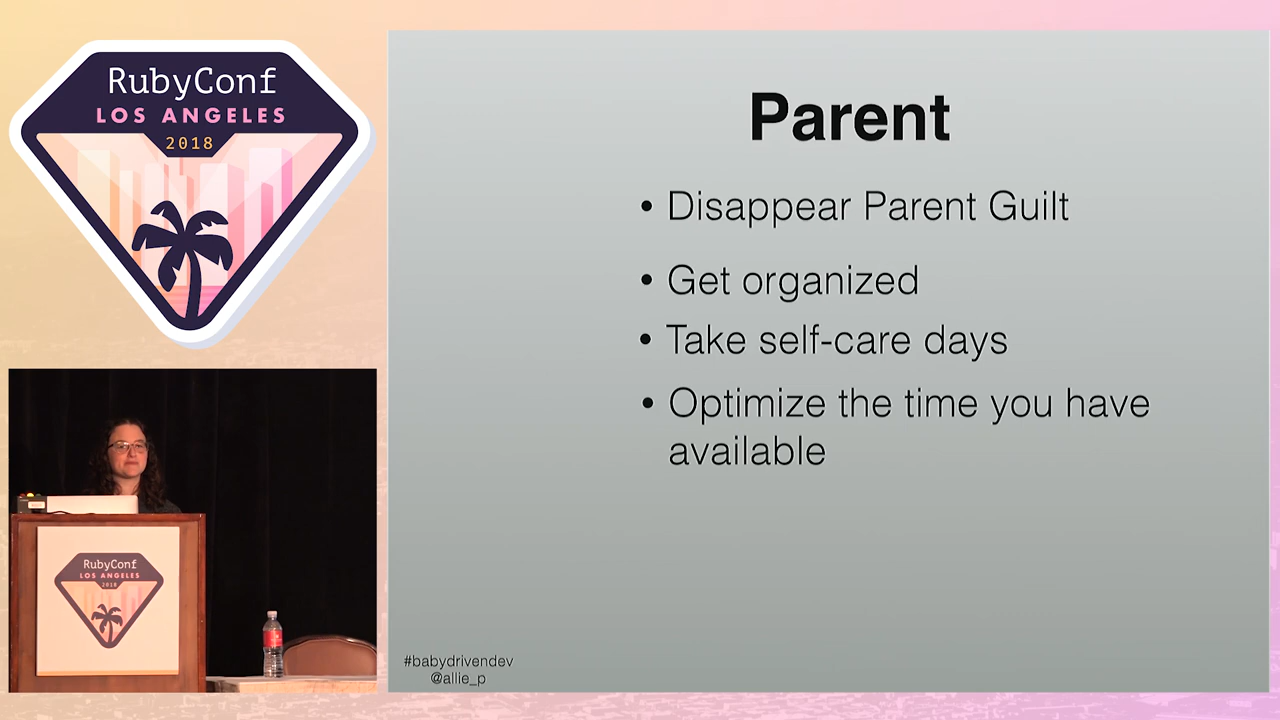 RubyConf
LOS ANGELES
2018
Parent
• Disappear Parent Guilt
• Get organized
• Take self-care days
• Optimize the time you have
available
RubyConf
LOS ANGELES
2018
#babydrivendev
@allie_p